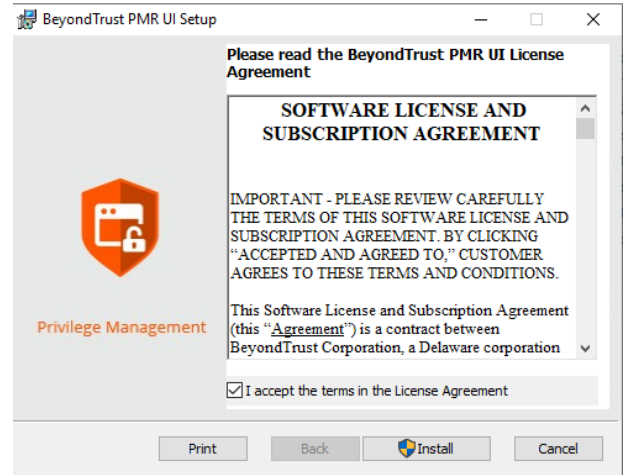 BeyondTrust PMR UI Setup
Please read the BeyondTrust PMR UI License
Agreement
SOFTWARE LICENSE AND
SUBSCRIPTION AGREEMENT
IMPORTANT - PLEASE REVIEW CAREFULLY
THE TERMS OF THIS SOFTWARE LICENSE AND
SUBSCRIPTION AGREEMENT. BY CLICKING
“ACCEPTED AND AGREED TO,” CUSTOMER
AGREES TO THESE TERMS AND CONDITIONS.
This Software License and Subscription Agreement
(this “Agreement”) is a contract between
BeyondTrust Corporation, a Delaware corporation
Privilege Management
I accept the terms in the License Agreement
Print
Back
Install
Cancel